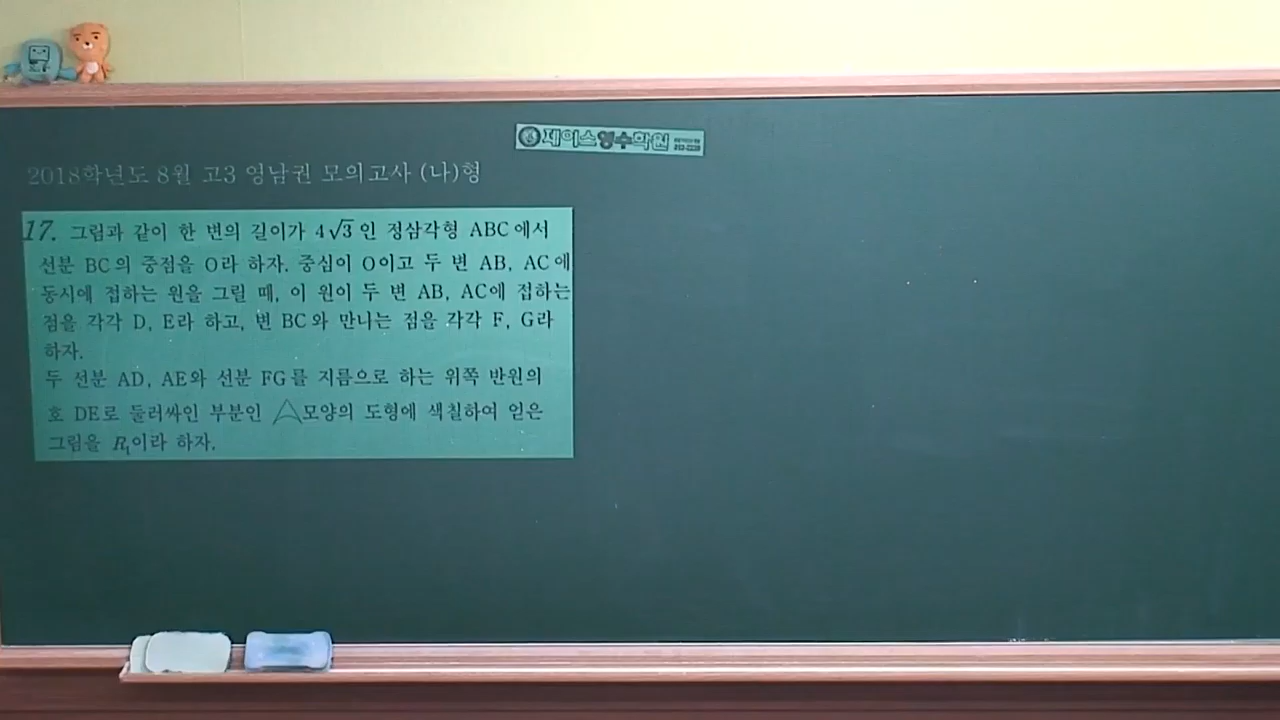 제이스영수학원
2018학년도 8월 고3 영남권 모의고사 (나)형
17. 그림과 같이 한 변의 길이가 4√3인 정삼각형 ABC에서
선분 BC의 중점을 O라 하자. 중심이 O이고 두 변 AB, AC에
동시에 접하는 원을 그릴 때, 이 원이 두 변 AB, AC에 접하는
점을 각각 D, E라 하고, 변 BC와 만나는 점을 각각 F, G라
하자.
두 선분 AD, AE와 선분 FG를 지름으로 하는 위쪽 반원의
호 DE로 둘러싸인 부분인 모양의 도형에 색칠하여 얻은
그림을 R₁이라 하자.